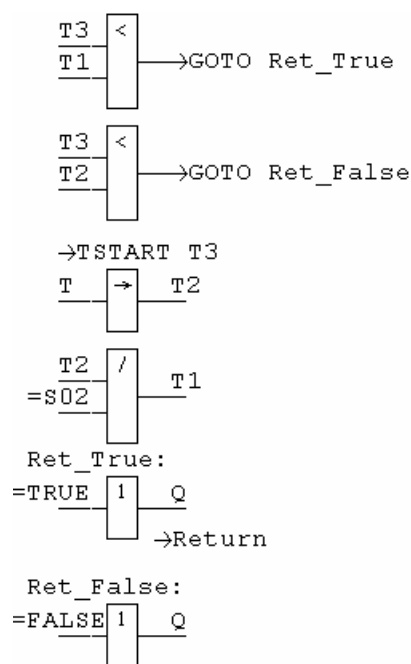 T3 <
T1 →GOTO Ret_True
T3 <
T2 →GOTO Ret_False
→TSTART T3
T → T2
T2 /
=S02 T1
Ret_True:
=TRUE 1 Q
→Return
Ret_False:
=FALSE 1 Q